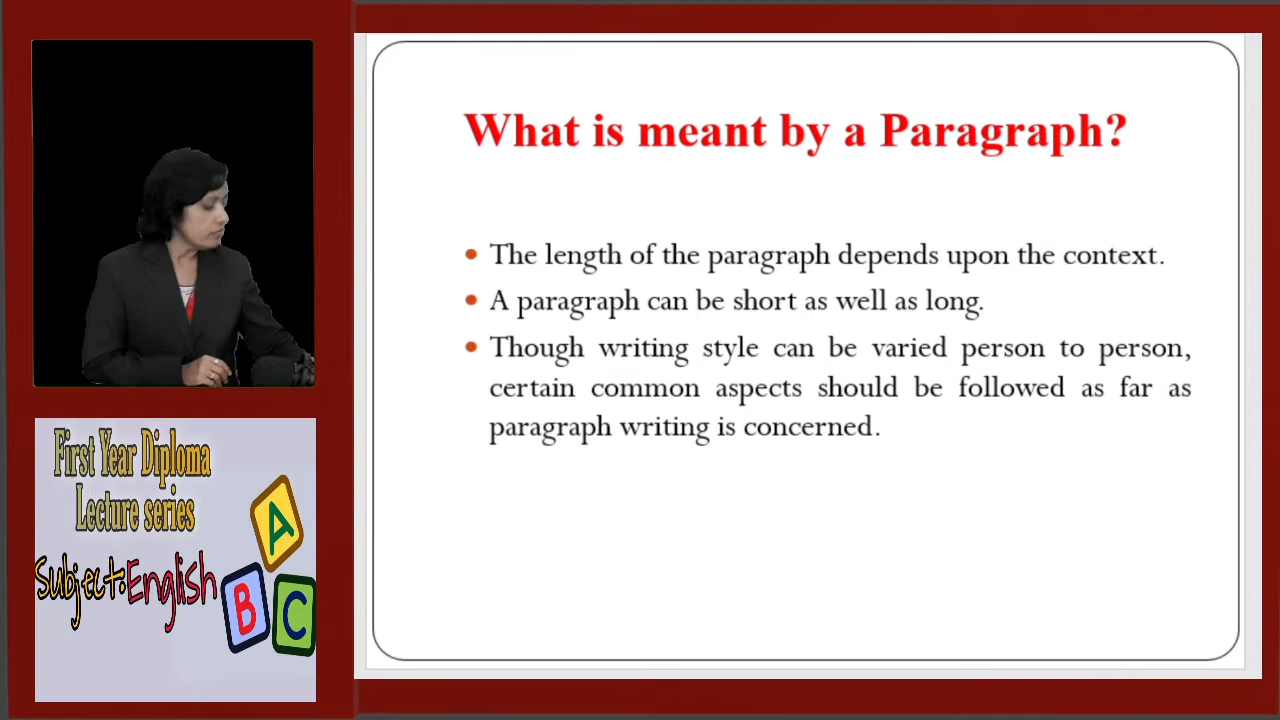 What is meant by a Paragraph?
• The length of the paragraph depends upon the context.
• A paragraph can be short as well as long.
• Though writing style can be varied person to person,
certain common aspects should be followed as far as
paragraph writing is concerned.
First Year Diploma
Lecture series
Subject:English
A
B
C